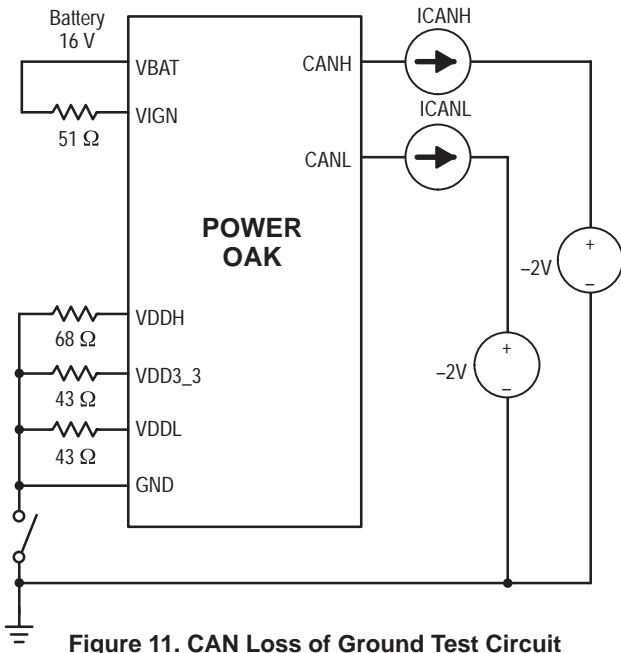 Battery
16 V
VBAT
VIGN
51 Ω
CANH
CANL
ICANH
ICANL
POWER
OAK
VDDH
68 Ω
VDD3_3
43 Ω
VDDL
43 Ω
GND
+
–2V
–
+
–2V
–
Figure 11. CAN Loss of Ground Test Circuit